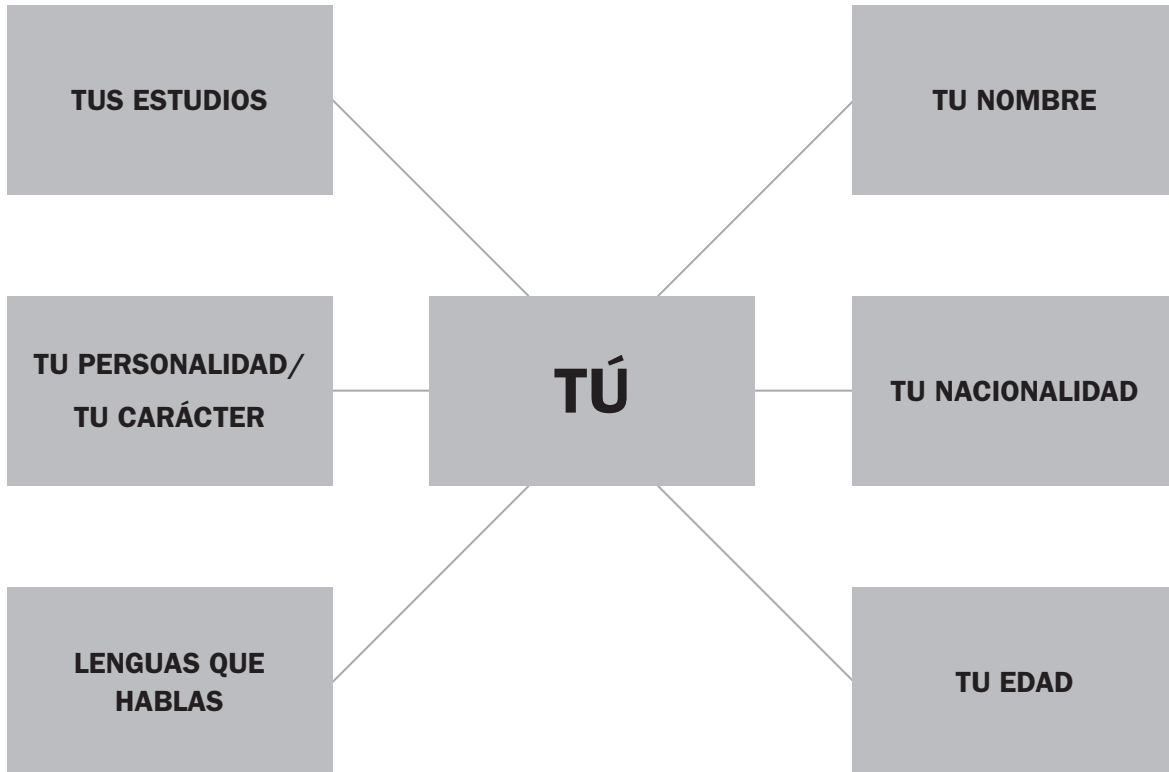 TUS ESTUDIOS
TU NOMBRE
TU PERSONALIDAD/
TU CARÁCTER
TÚ
TU NACIONALIDAD
LENGUAS QUE
HABLAS
TU EDAD